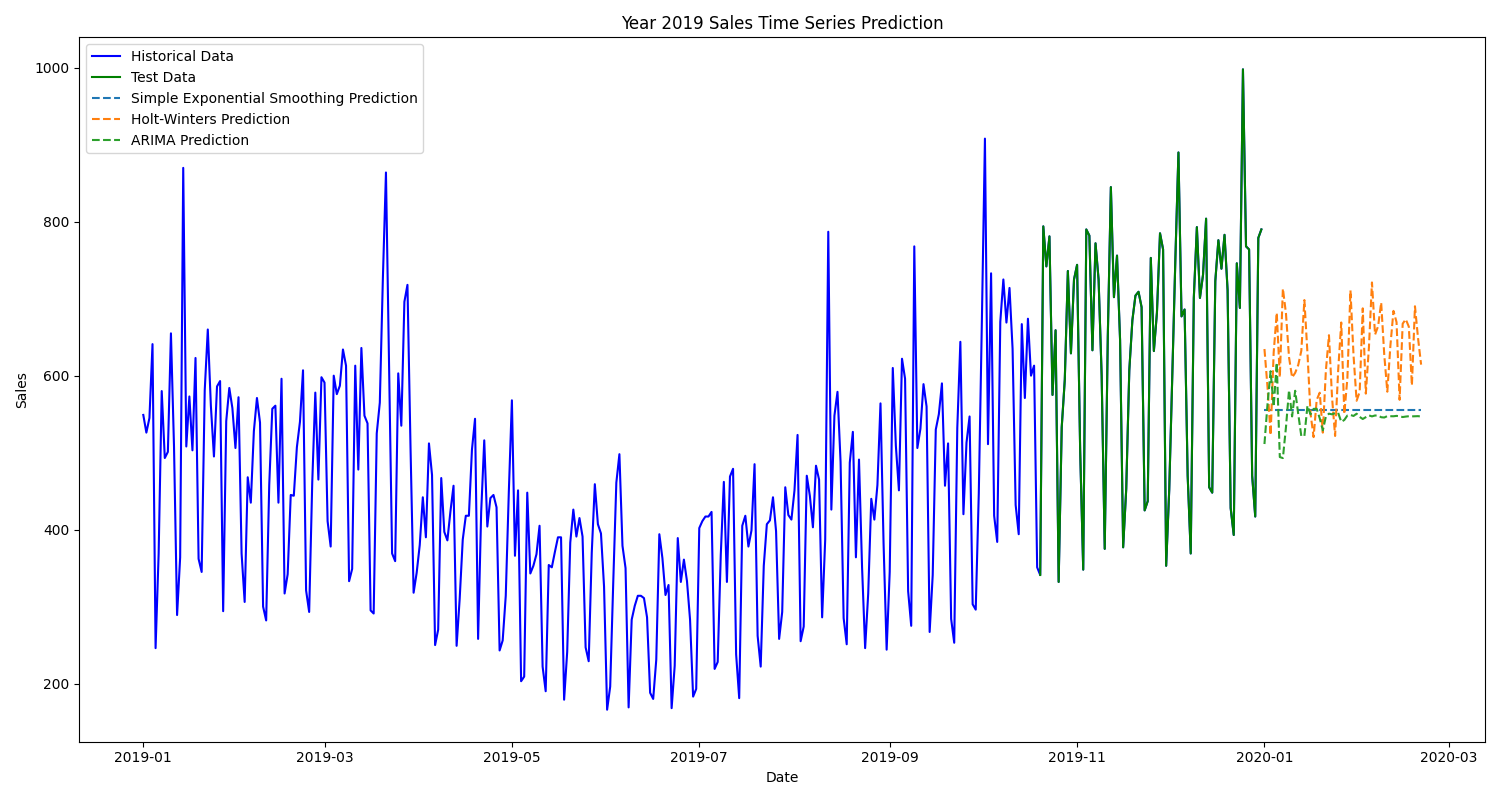 Year 2019 Sales Time Series Prediction
Historical Data
Test Data
Simple Exponential Smoothing Prediction
Holt-Winters Prediction
ARIMA Prediction
1000
800
600
400
200
Sales
2019-01 2019-03 2019-05 2019-07 2019-09 2019-11 2020-01 2020-03
Date